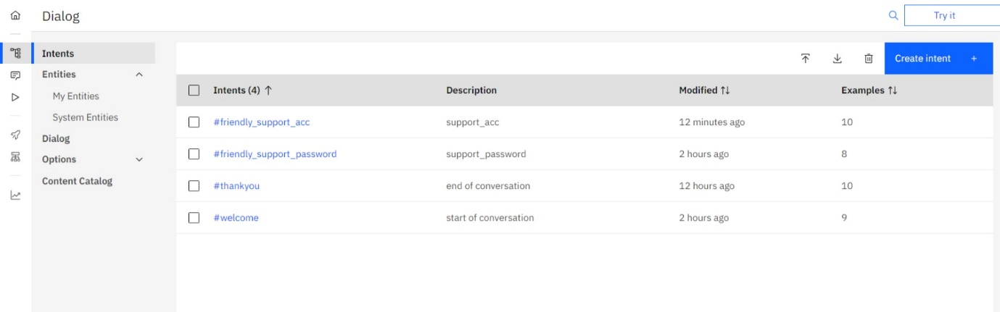 Dialog
Try it
Intents
Create intent +
Entities
My Entities
System Entities
Dialog
Options
Content Catalog
Intents (4) ↑ Description Modified ↑↓ Examples ↑↓
#friendly_support_acc support_acc 12 minutes ago 10
#friendly_support_password support_password 2 hours ago 8
#thankyou end of conversation 12 hours ago 10
#welcome start of conversation 2 hours ago 9